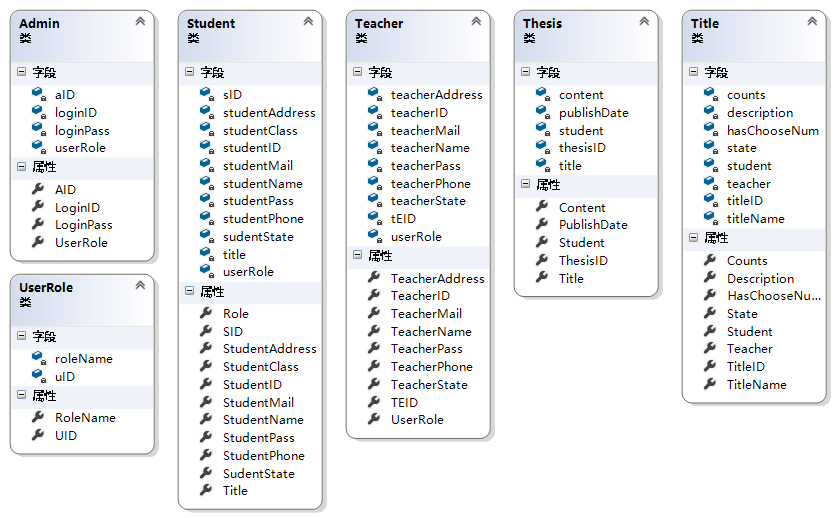 Admin
类
字段
aID
loginID
loginPass
userRole
属性
AID
LoginID
LoginPass
UserRole
UserRole
类
字段
roleName
uID
属性
RoleName
UID
Student
类
字段
sID
studentAddress
studentClass
studentID
studentMail
studentName
studentPass
studentPhone
sudentState
title
userRole
属性
Role
SID
StudentAddress
StudentClass
StudentID
StudentMail
StudentName
StudentPass
StudentPhone
SudentState
Title
Teacher
类
字段
teacherAddress
teacherID
teacherMail
teacherName
teacherPass
teacherPhone
teacherState
tEID
userRole
属性
TeacherAddress
TeacherID
TeacherMail
TeacherName
TeacherPass
TeacherPhone
TeacherState
TEID
UserRole
Thesis
类
字段
content
publishDate
student
thesisID
title
属性
Content
PublishDate
Student
ThesisID
Title
Title
类
字段
counts
description
hasChooseNum
state
student
teacher
titleID
titleName
属性
Counts
Description
HasChooseNu...
State
Student
Teacher
TitleID
TitleName